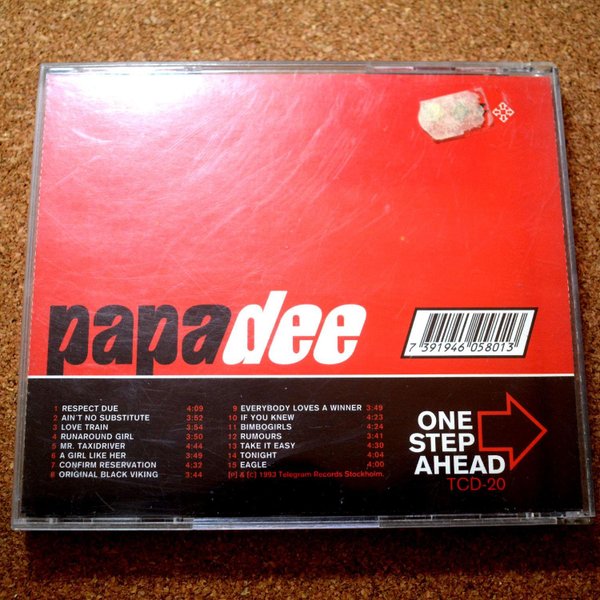 papadee
7 391946 058013
1 RESPECT DUE 4:09
2 AIN'T NO SUBSTITUTE 3:52
3 LOVE TRAIN 3:54
4 RUNAROUND GIRL 3:50
5 MR. TAXIDRIVER 4:44
6 A GIRL LIKE HER 3:49
7 CONFIRM RESERVATION 4:32
8 ORIGINAL BLACK VIKING 3:44
9 EVERYBODY LOVES A WINNER 3:49
10 IF YOU KNEW 4:23
11 BIMBOGIRLS 4:24
12 RUMOURS 3:41
13 TAKE IT EASY 4:30
14 TONIGHT 4:04
15 EAGLE 4:00
(P) & (C) 1993 Telegram Records Stockholm.
ONE
STEP
AHEAD
TCD-20